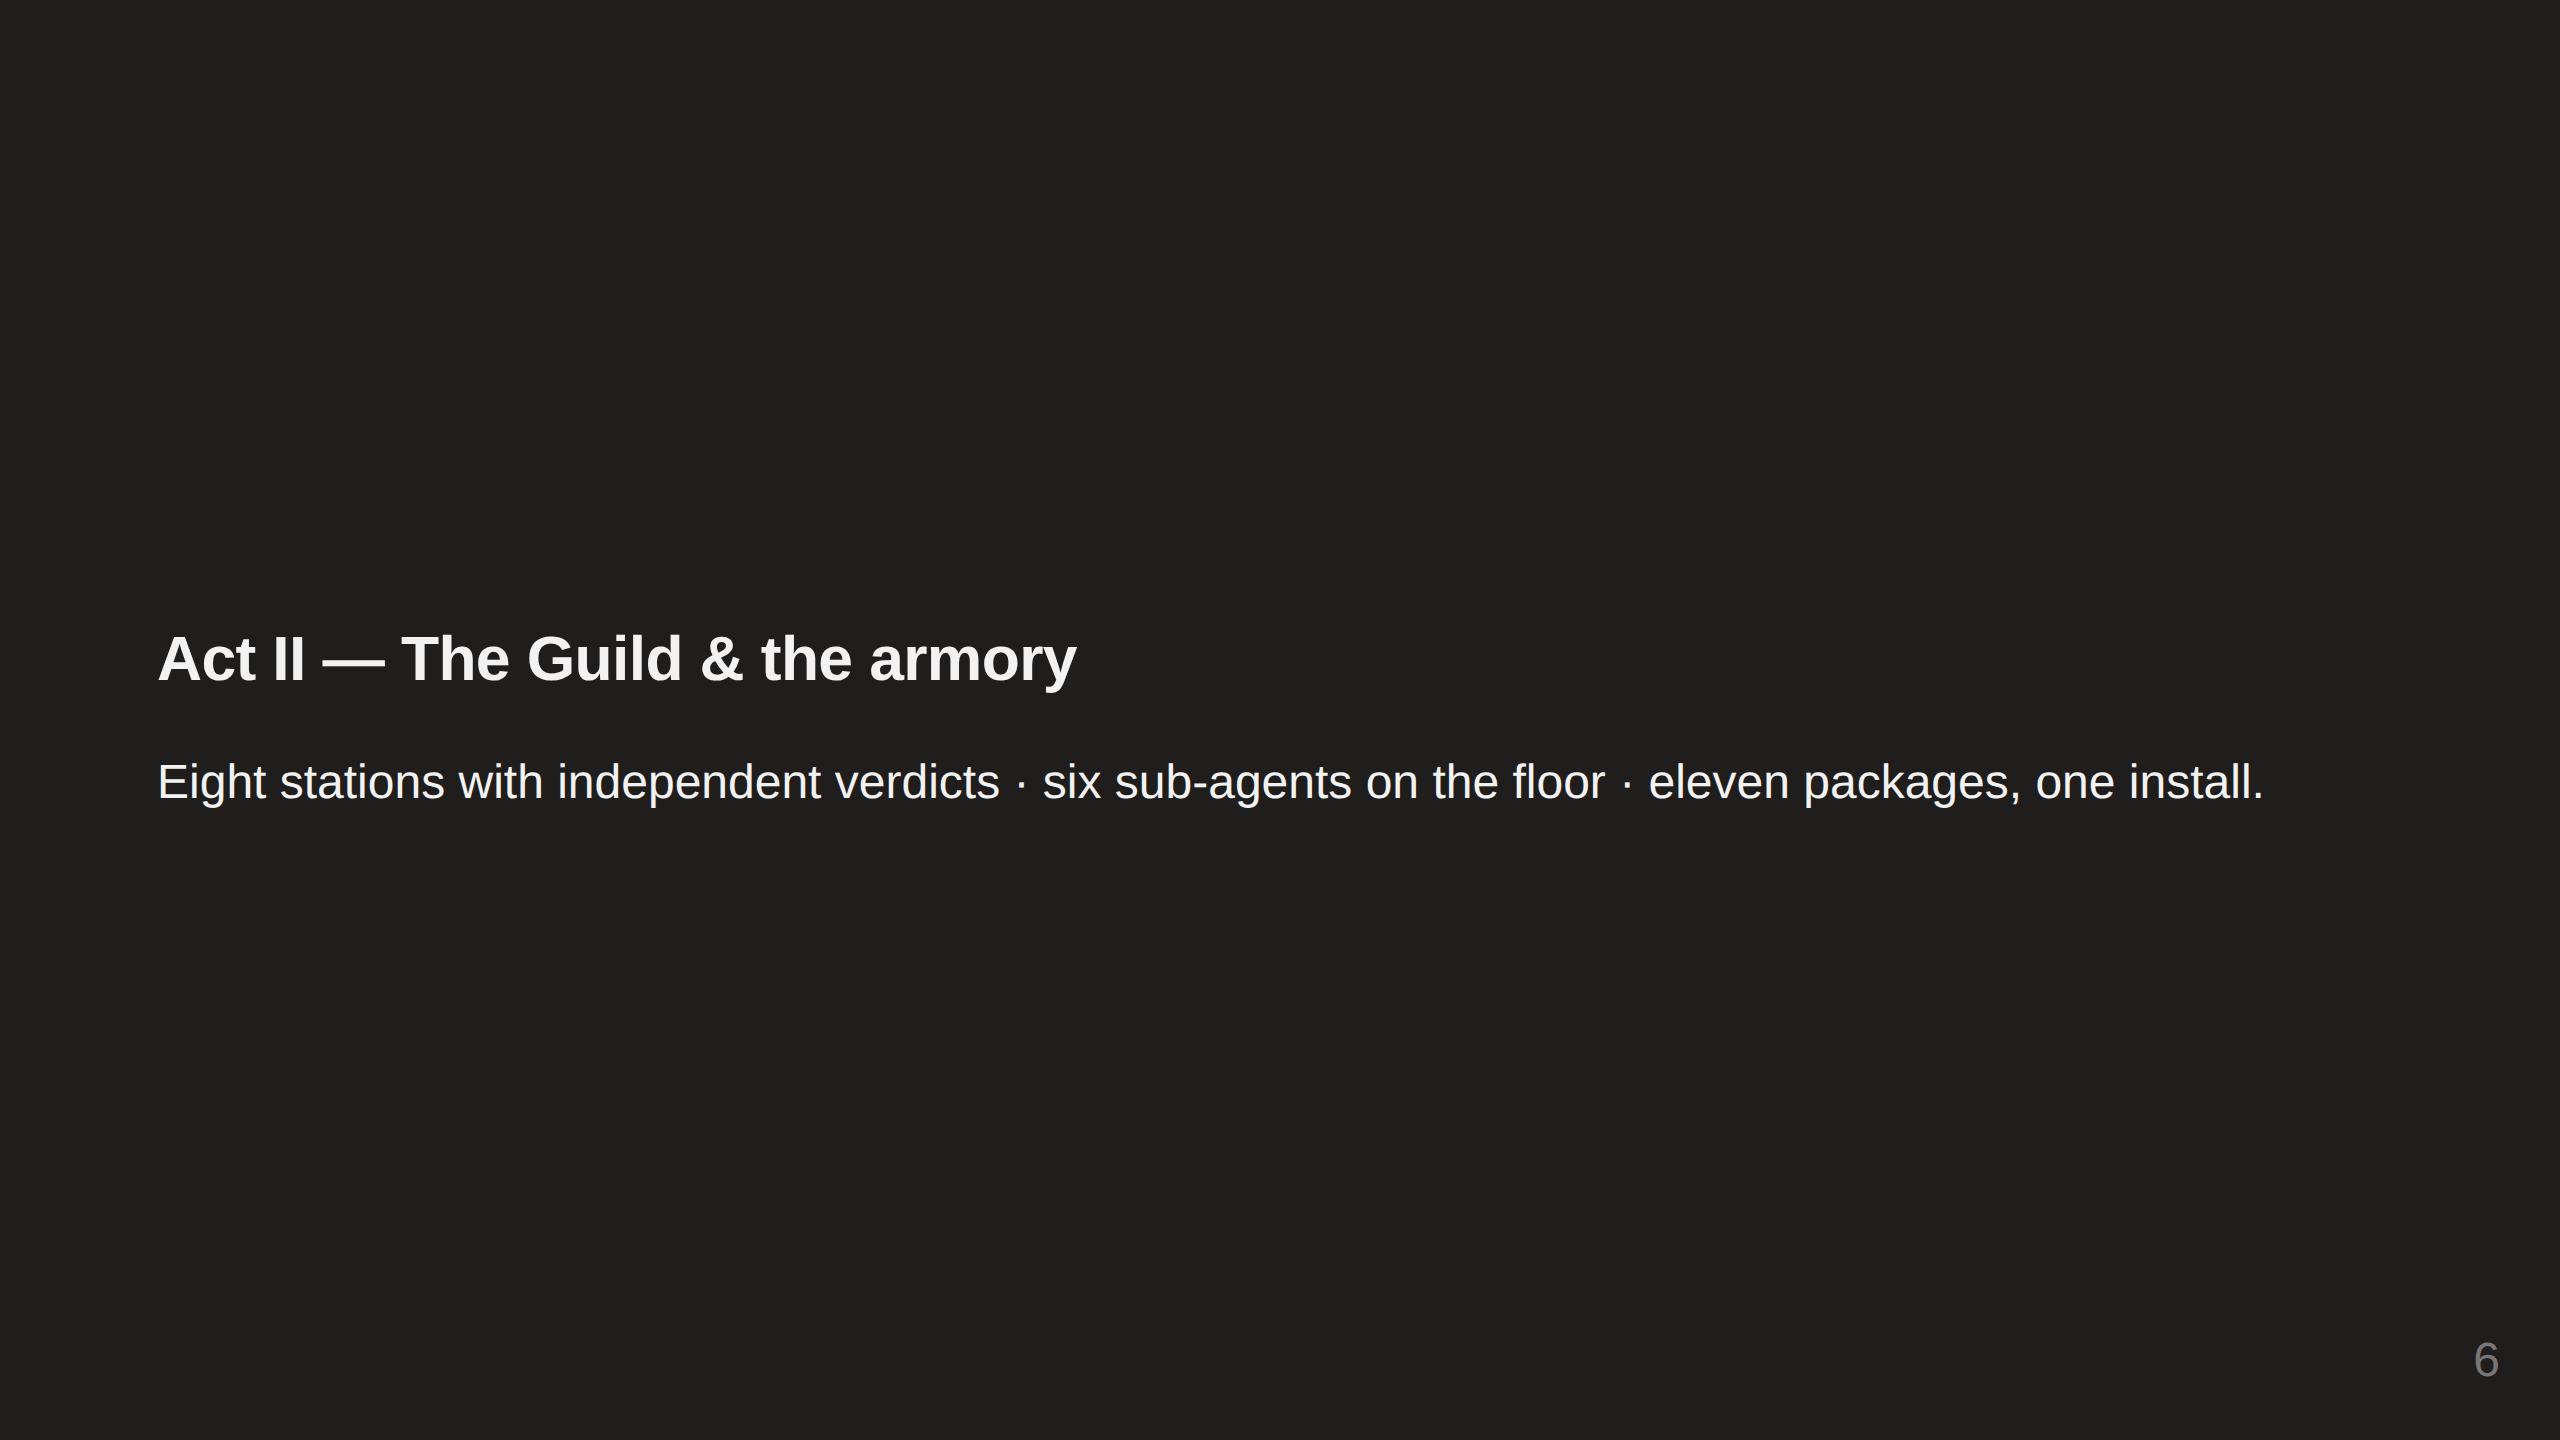 Act II — The Guild & the armory
Eight stations with independent verdicts · six sub-agents on the floor · eleven packages, one install.
6